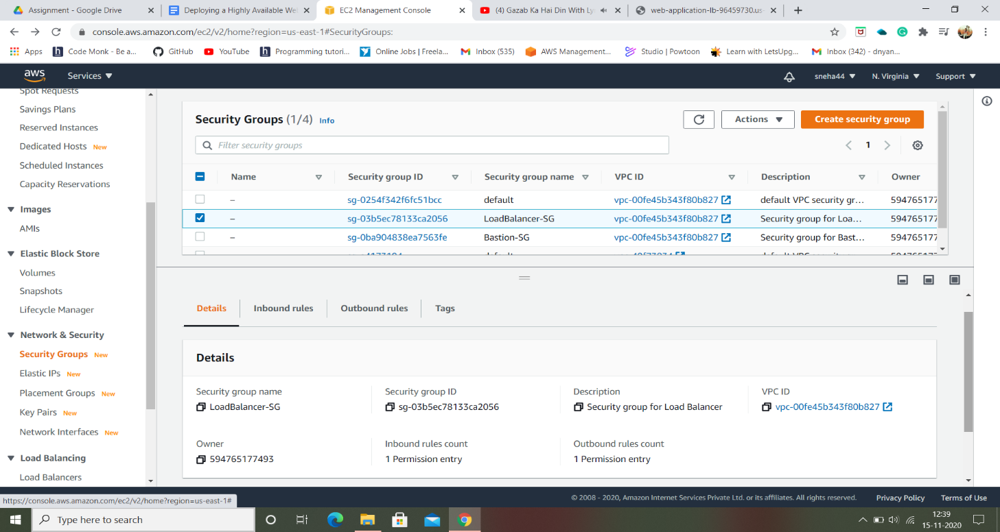 Assignment - Google Drive
Deploying a Highly Available We
EC2 Management Console
(4) Gazab Ka Hai Din With Ly
web-application-lb-96459730.us-
console.aws.amazon.com/ec2/v2/home?region=us-east-1#SecurityGroups:
Apps
Code Monk - Be a...
GitHub
YouTube
Programming tutori...
Online Jobs | Freela...
Inbox (535)
AWS Management...
Studio | Powtoon
Learn with LetsUpg...
Inbox (342) - dnyan...
aws
Services
sneha44
N. Virginia
Support
Spot Requests
Savings Plans
Reserved Instances
Dedicated Hosts New
Scheduled Instances
Capacity Reservations
Images
AMIs
Elastic Block Store
Volumes
Snapshots
Lifecycle Manager
Network & Security
Security Groups New
Elastic IPs New
Placement Groups New
Key Pairs New
Network Interfaces New
Load Balancing
Load Balancers
Security Groups (1/4) Info
Actions
Create security group
Filter security groups
1
Name Security group ID Security group name VPC ID Description Owner
– sg-0254f342f6fc51bcc default vpc-00fe45b343f80b827 default VPC security gr... 594765177
– sg-03b5ec78133ca2056 LoadBalancer-SG vpc-00fe45b343f80b827 Security group for Loa... 594765177
– sg-0ba904838ea7563fe Bastion-SG vpc-00fe45b343f80b827 Security group for Bast... 594765177
Details
Inbound rules
Outbound rules
Tags
Details
Security group name Security group ID Description VPC ID
LoadBalancer-SG sg-03b5ec78133ca2056 Security group for Load Balancer vpc-00fe45b343f80b827
Owner Inbound rules count Outbound rules count
594765177493 1 Permission entry 1 Permission entry
https://console.aws.amazon.com/ec2/v2/home?region=us-east-1#
© 2008 - 2020, Amazon Internet Services Private Ltd. or its affiliates. All rights reserved.
Privacy Policy
Terms of Use
Type here to search
12:39
15-11-2020